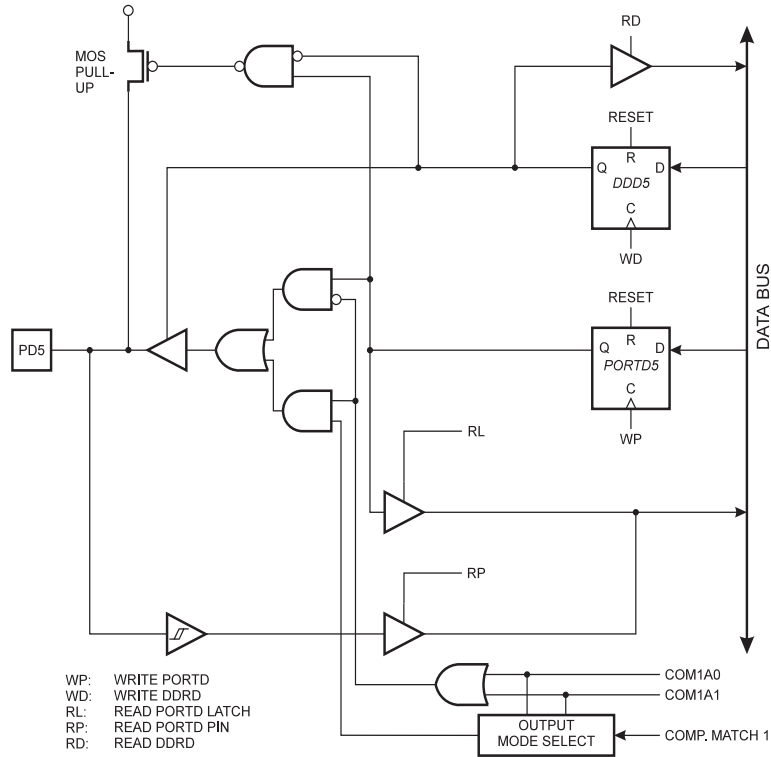 RD
MOS
PULL-
UP
RESET
R
Q
D
DDD5
C
WD
DATA BUS
RESET
R
Q
D
PD5
PORTD5
C
WP
RL
RP
WP: WRITE PORTD
WD: WRITE DDRD
RL: READ PORTD LATCH
RP: READ PORTD PIN
RD: READ DDRD
COM1A0
COM1A1
OUTPUT
MODE SELECT
COMP. MATCH 1